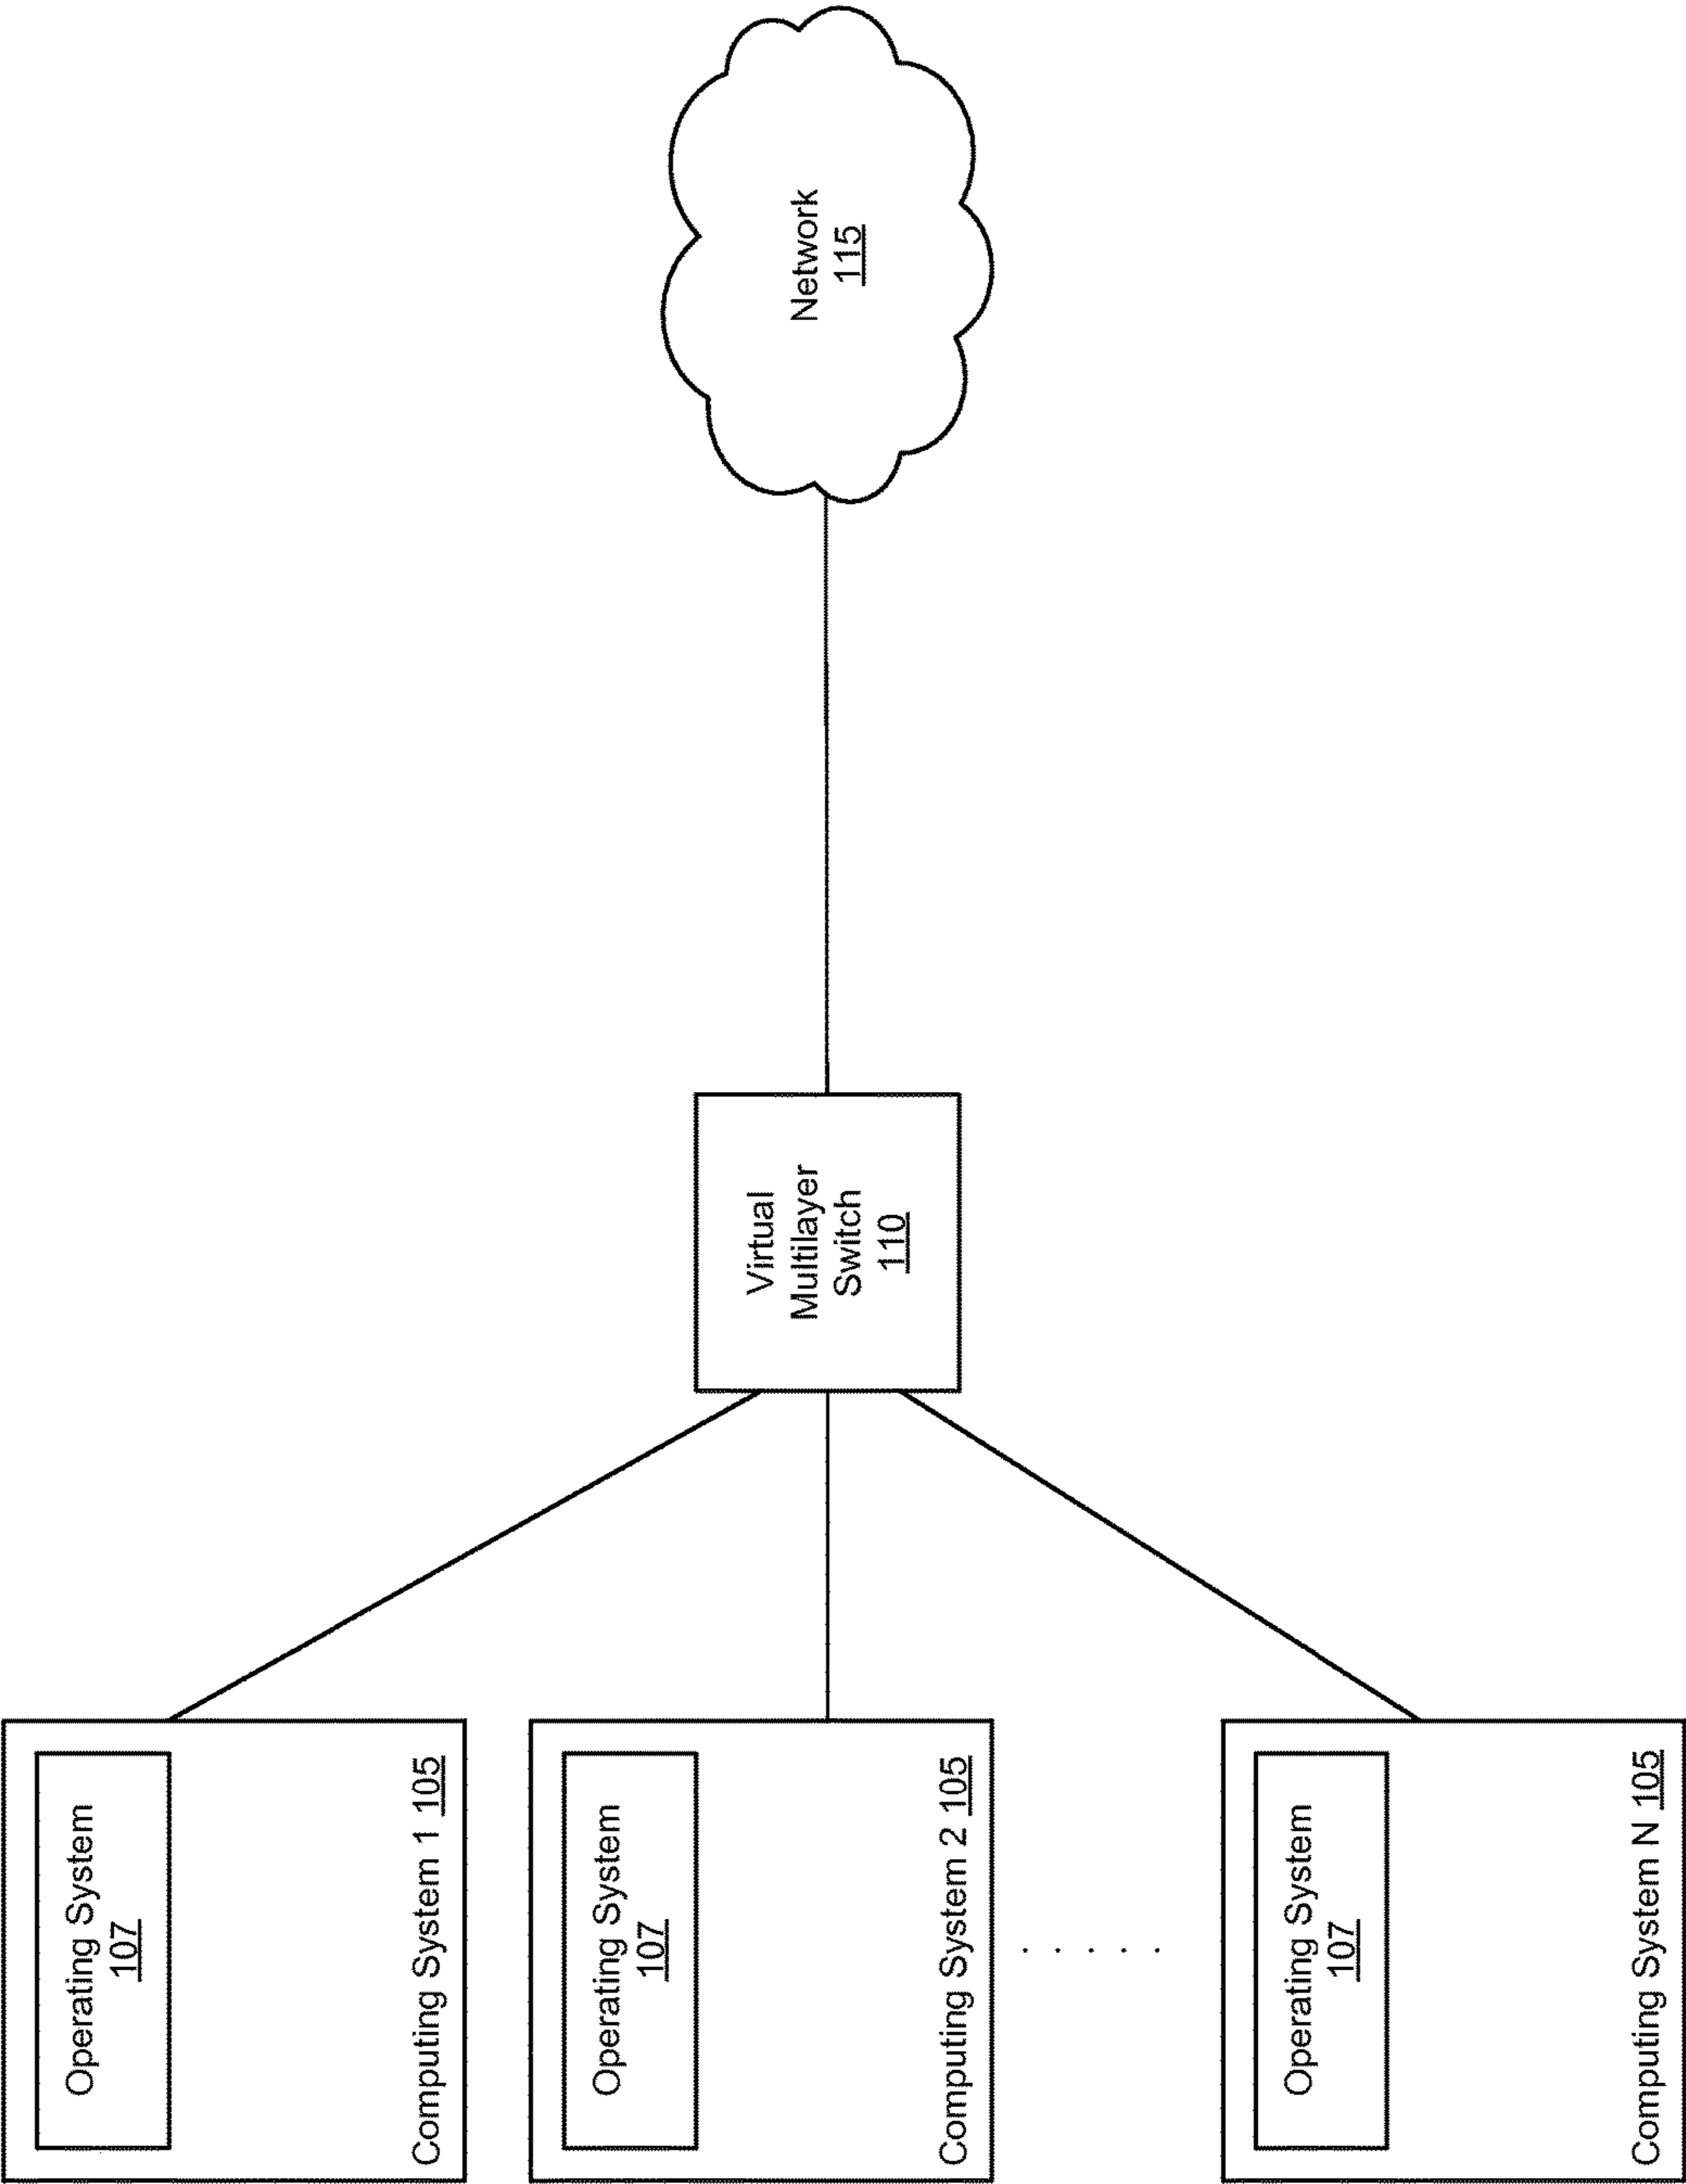 Operating System
107
Computing System 1 105
Operating System
107
Computing System 2 105
. . . . .
Operating System
107
Computing System N 105
Virtual
Multilayer
Switch
110
Network
115